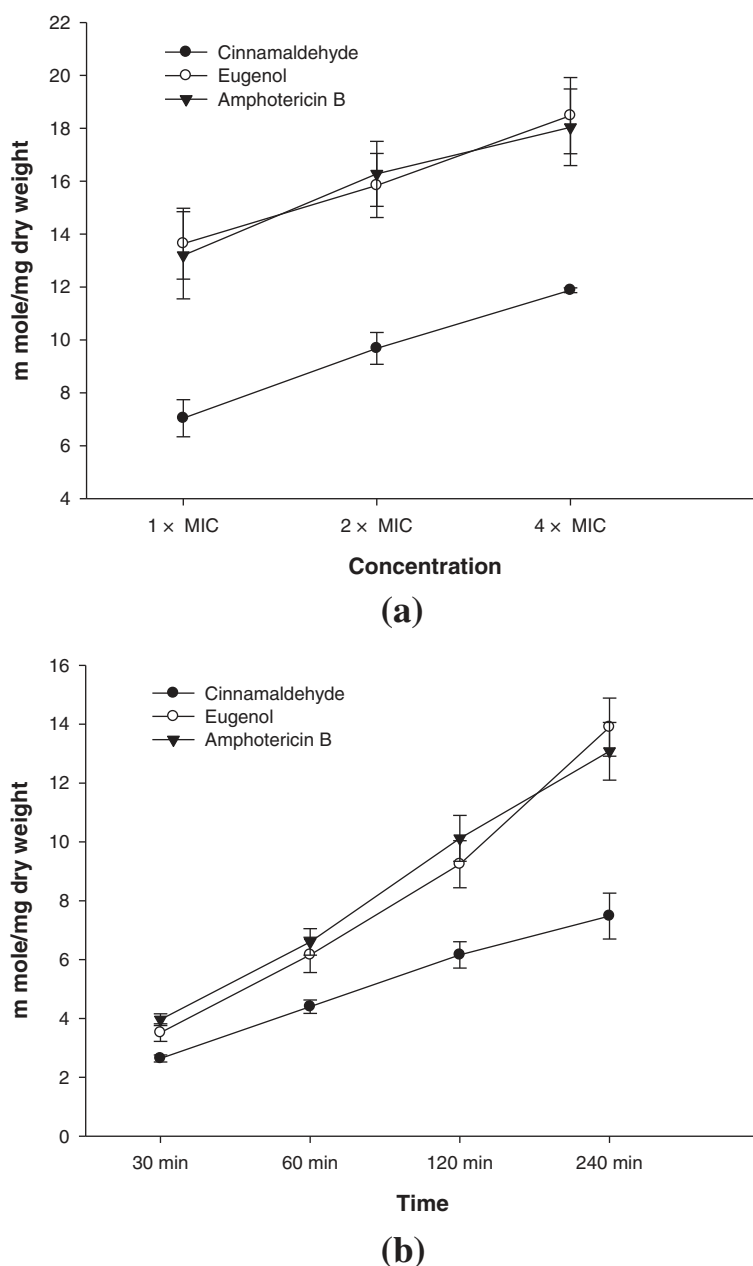 22
20
18
16
14
12
10
8
6
4
m mole/mg dry weight
Cinnamaldehyde
Eugenol
Amphotericin B
1 × MIC 2 × MIC 4 × MIC
Concentration
(a)
16
14
12
10
8
6
4
2
0
m mole/mg dry weight
Cinnamaldehyde
Eugenol
Amphotericin B
30 min 60 min 120 min 240 min
Time
(b)